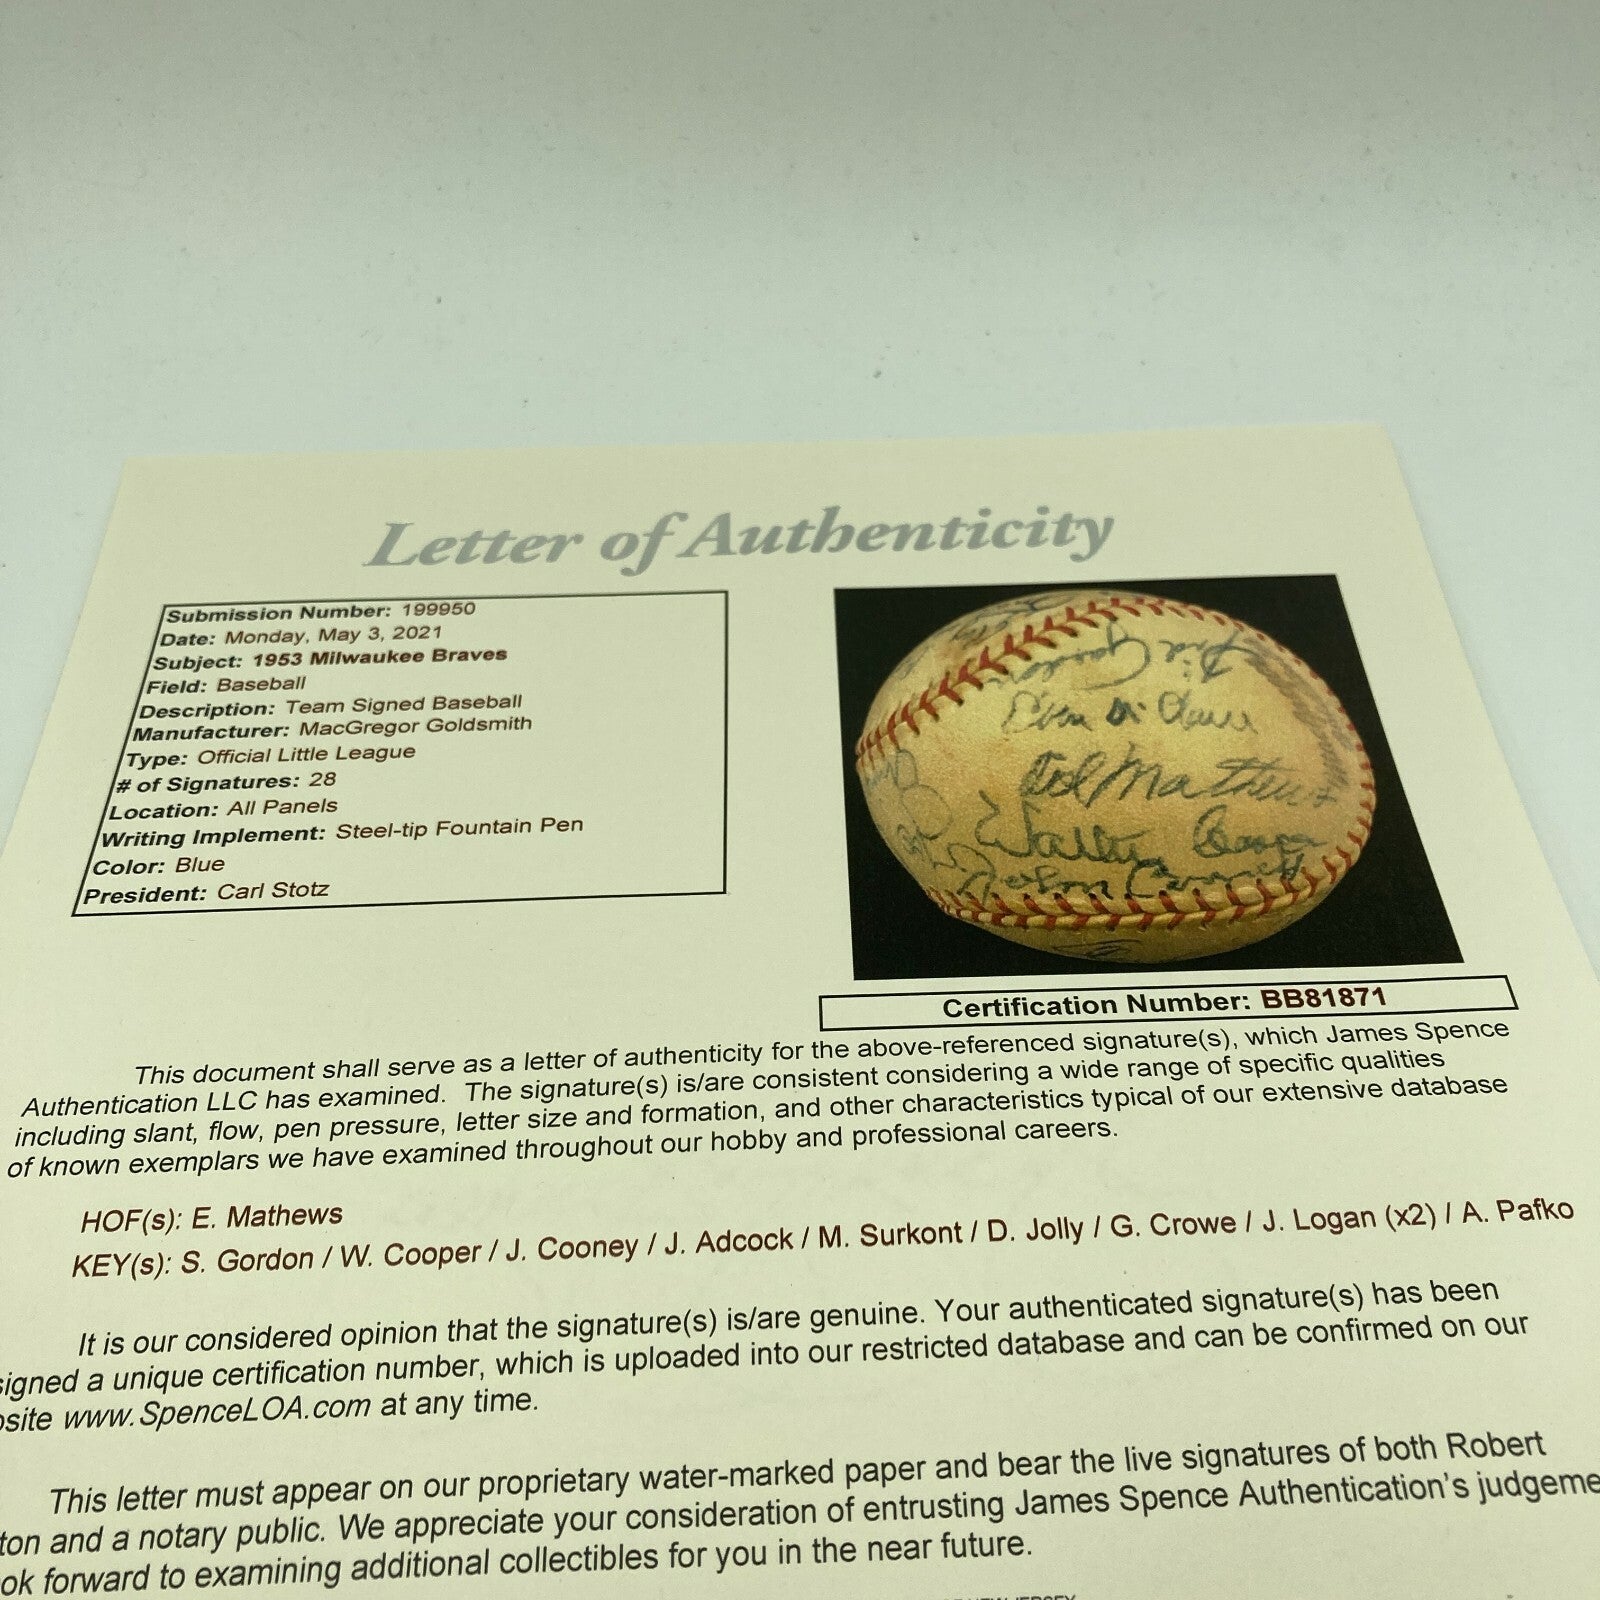 Letter of Authenticity
Submission Number: 199950
Date: Monday, May 3, 2021
Subject: 1953 Milwaukee Braves
Field: Baseball
Description: Team Signed Baseball
Manufacturer: MacGregor Goldsmith
Type: Official Little League
# of Signatures: 28
Location: All Panels
Writing Implement: Steel-tip Fountain Pen
Color: Blue
President: Carl Stotz
Sid Gordon
Ed Mathews
Walker Cooper
Certification Number: BB81871
This document shall serve as a letter of authenticity for the above-referenced signature(s), which James Spence
Authentication LLC has examined. The signature(s) is/are consistent considering a wide range of specific qualities
including slant, flow, pen pressure, letter size and formation, and other characteristics typical of our extensive database
of known exemplars we have examined throughout our hobby and professional careers.
HOF(s): E. Mathews
KEY(s): S. Gordon / W. Cooper / J. Cooney / J. Adcock / M. Surkont / D. Jolly / G. Crowe / J. Logan (x2) / A. Pafko
It is our considered opinion that the signature(s) is/are genuine. Your authenticated signature(s) has been
signed a unique certification number, which is uploaded into our restricted database and can be confirmed on our
site www.SpenceLOA.com at any time.
This letter must appear on our proprietary water-marked paper and bear the live signatures of both Robert
ton and a notary public. We appreciate your consideration of entrusting James Spence Authentication's judgeme
ok forward to examining additional collectibles for you in the near future.